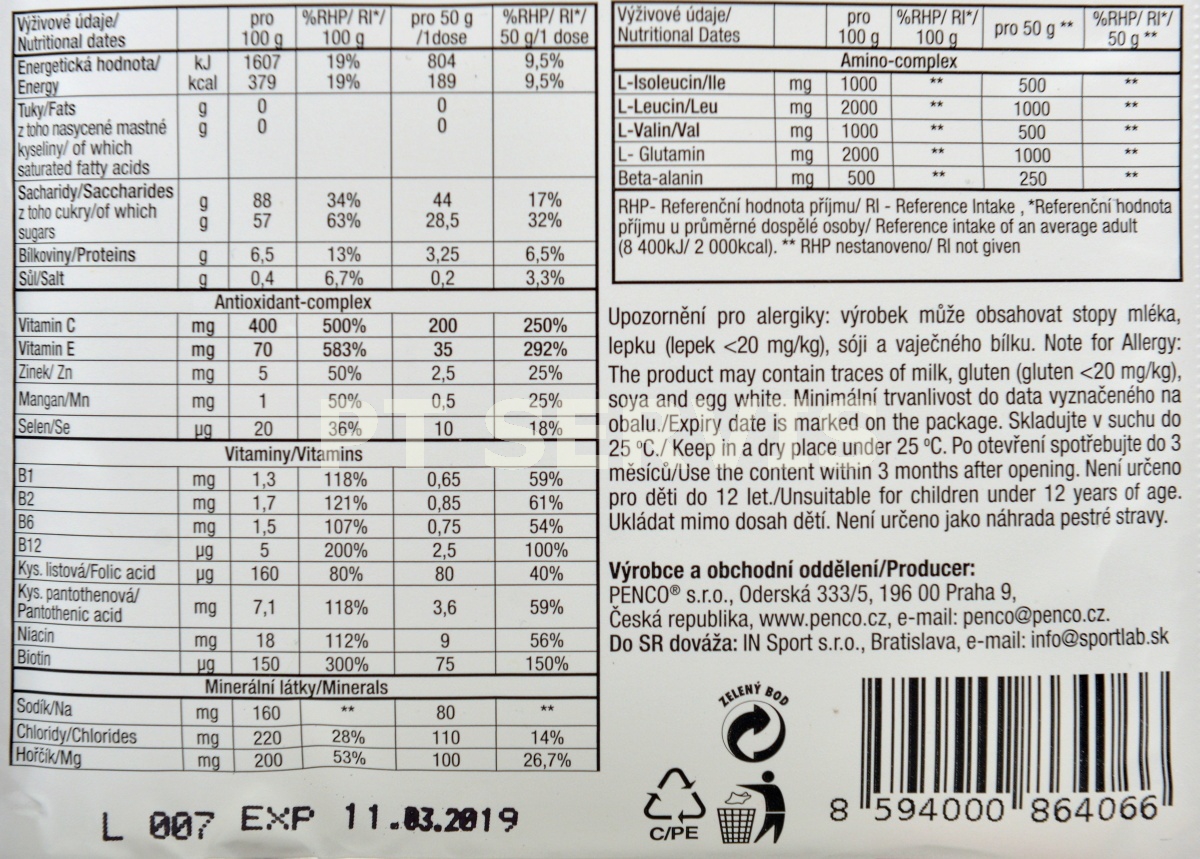 Výživové údaje/ pro %RHP/ RI*/ pro 50 g %RHP/ RI*/
Nutritional dates 100 g 100 g /1dose 50 g/1 dose
Energetická hodnota/ kJ 1607 19% 804 9,5%
Energy kcal 379 19% 189 9,5%
Tuky/Fats g 0 0
z toho nasycené mastné g 0 0
kyseliny/ of which
saturated fatty acids
Sacharidy/Saccharides g 88 34% 44 17%
z toho cukry/of which g 57 63% 28,5 32%
sugars
Bílkoviny/Proteins g 6,5 13% 3,25 6,5%
Sůl/Salt g 0,4 6,7% 0,2 3,3%
Antioxidant-complex
Vitamin C mg 400 500% 200 250%
Vitamin E mg 70 583% 35 292%
Zinek/ Zn mg 5 50% 2,5 25%
Mangan/Mn mg 1 50% 0,5 25%
Selen/Se µg 20 36% 10 18%
Vitaminy/Vitamins
B1 mg 1,3 118% 0,65 59%
B2 mg 1,7 121% 0,85 61%
B6 mg 1,5 107% 0,75 54%
B12 µg 5 200% 2,5 100%
Kys. listová/Folic acid µg 160 80% 80 40%
Kys. pantothenová/
Pantothenic acid mg 7,1 118% 3,6 59%
Niacin mg 18 112% 9 56%
Biotin µg 150 300% 75 150%
Minerální látky/Minerals
Sodík/Na mg 160 ** 80 **
Chloridy/Chlorides mg 220 28% 110 14%
Hořčík/Mg mg 200 53% 100 26,7%
L 007 EXP 11.03.2019
Výživové údaje/ pro %RHP/ RI*/ pro 50 g ** %RHP/ RI*/
Nutritional Dates 100 g 100 g 50 g **
Amino-complex
L-Isoleucin/Ile mg 1000 ** 500 **
L-Leucin/Leu mg 2000 ** 1000 **
L-Valin/Val mg 1000 ** 500 **
L- Glutamin mg 2000 ** 1000 **
Beta-alanin mg 500 ** 250 **
RHP- Referenční hodnota příjmu/ RI - Reference Intake , *Referenční hodnota
příjmu u průměrné dospělé osoby/ Reference intake of an average adult
(8 400kJ/ 2 000kcal). ** RHP nestanoveno/ RI not given
Upozornění pro alergiky: výrobek může obsahovat stopy mléka,
lepku (lepek <20 mg/kg), sóji a vaječného bílku. Note for Allergy:
The product may contain traces of milk, gluten (gluten <20 mg/kg),
soya and egg white. Minimální trvanlivost do data vyznačeného na
obalu./Expiry date is marked on the package. Skladujte v suchu do
25 ºC./ Keep in a dry place under 25 ºC. Po otevření spotřebujte do 3
měsíců/Use the content within 3 months after opening. Není určeno
pro děti do 12 let./Unsuitable for children under 12 years of age.
Ukládat mimo dosah dětí. Není určeno jako náhrada pestré stravy.
Výrobce a obchodní oddělení/Producer:
PENCO® s.r.o., Oderská 333/5, 196 00 Praha 9,
Česká republika, www.penco.cz, e-mail: penco@penco.cz.
Do SR dováža: IN Sport s.r.o., Bratislava, e-mail: info@sportlab.sk
ZELENÝ BOD
C/PE
8 594000 864066
PT SERVIS